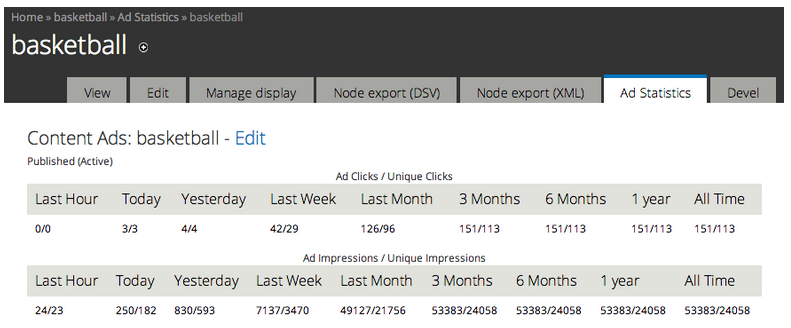 Home » basketball » Ad Statistics » basketball
basketball
View Edit Manage display Node export (DSV) Node export (XML) Ad Statistics Devel
Content Ads: basketball - Edit
Published (Active)
Ad Clicks / Unique Clicks
Last Hour Today Yesterday Last Week Last Month 3 Months 6 Months 1 year All Time
0/0 3/3 4/4 42/29 126/96 151/113 151/113 151/113 151/113
Ad Impressions / Unique Impressions
Last Hour Today Yesterday Last Week Last Month 3 Months 6 Months 1 year All Time
24/23 250/182 830/593 7137/3470 49127/21756 53383/24058 53383/24058 53383/24058 53383/24058